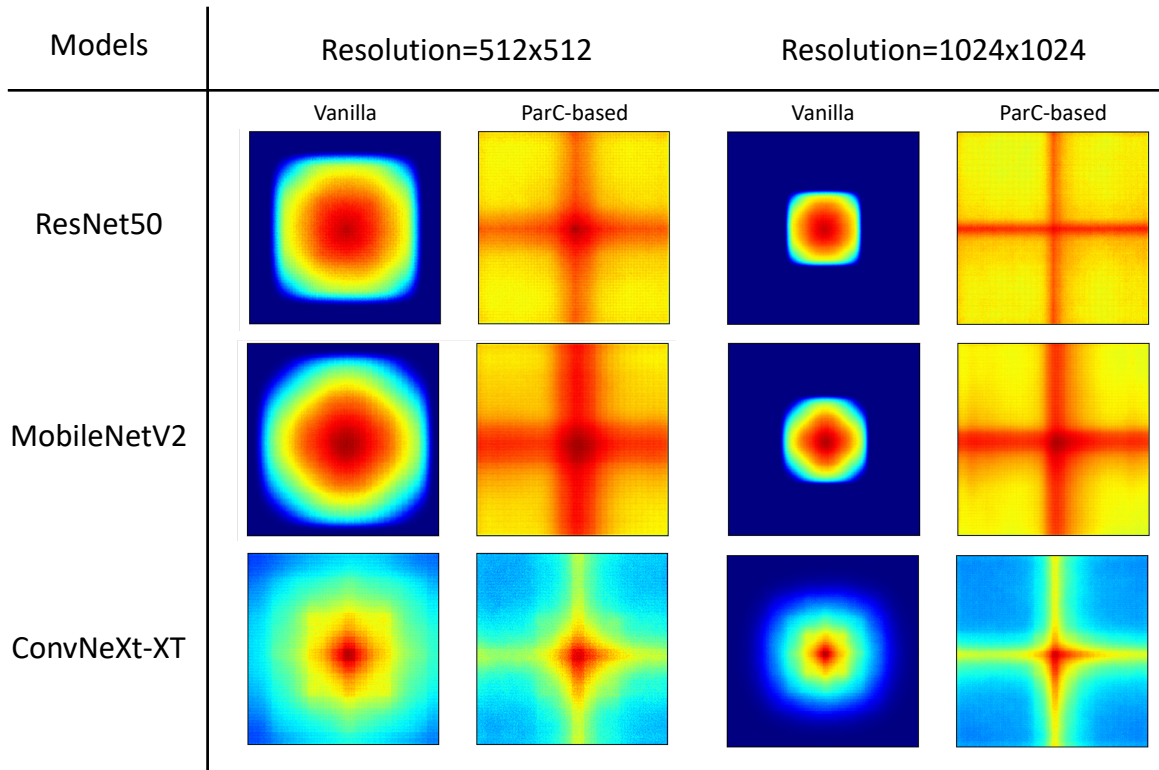 Models Resolution=512x512 Resolution=1024x1024
Vanilla ParC-based Vanilla ParC-based
ResNet50
MobileNetV2
ConvNeXt-XT